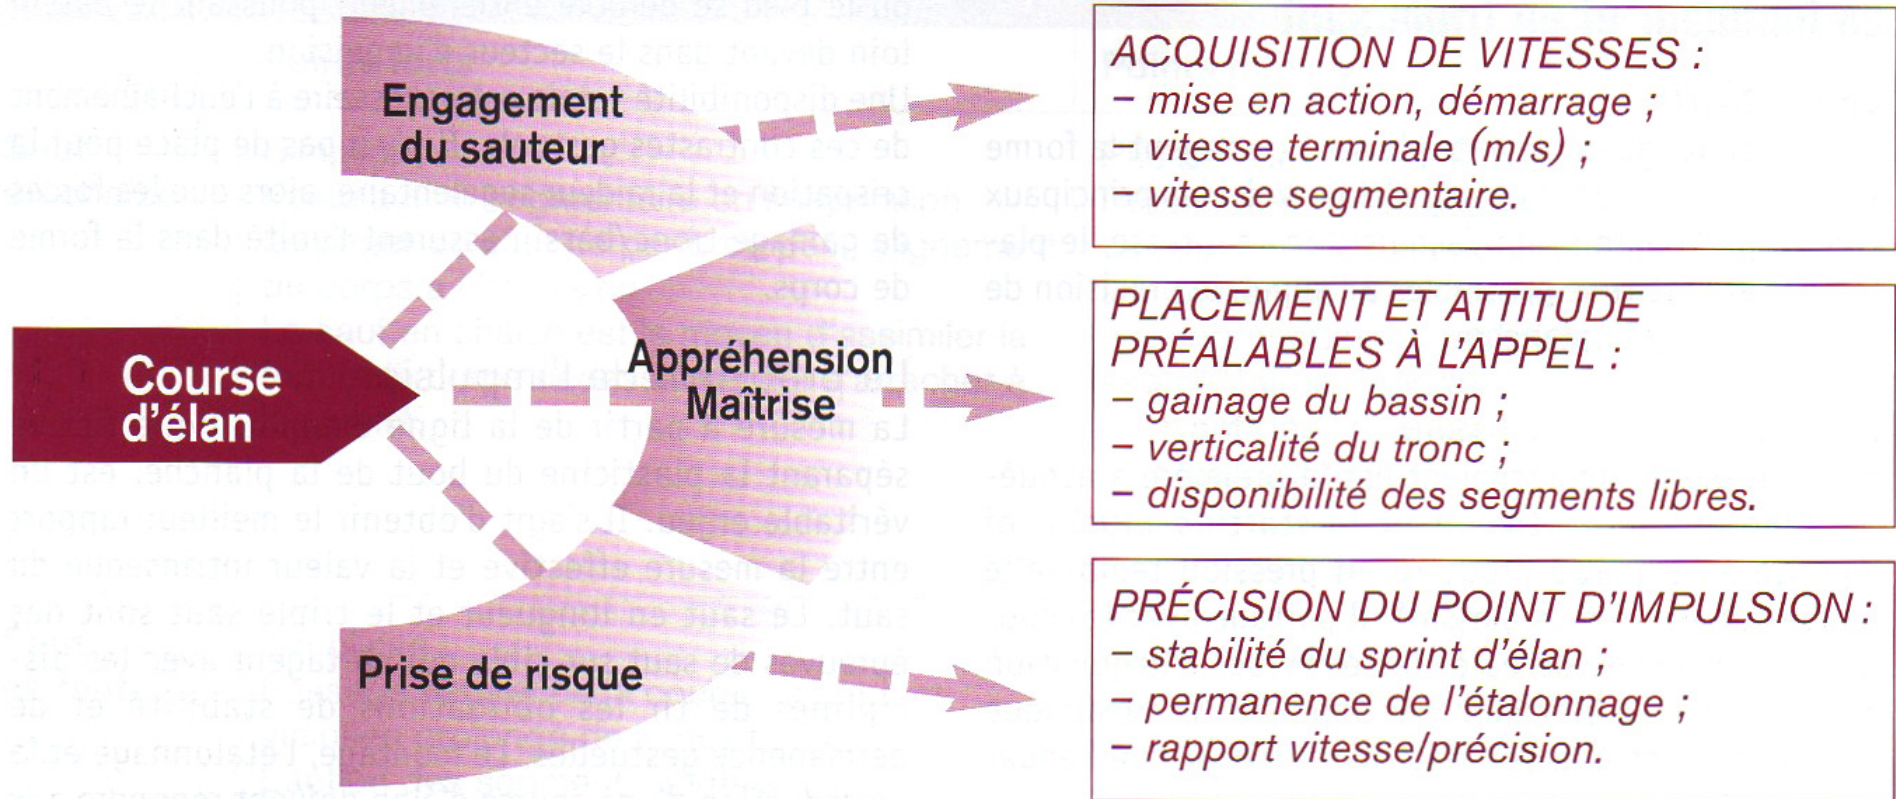 Course
d'élan
Engagement
du sauteur
Appréhension
Maîtrise
Prise de risque
ACQUISITION DE VITESSES :
– mise en action, démarrage ;
– vitesse terminale (m/s) ;
– vitesse segmentaire.
PLACEMENT ET ATTITUDE
PRÉALABLES À L'APPEL :
– gainage du bassin ;
– verticalité du tronc ;
– disponibilité des segments libres.
PRÉCISION DU POINT D'IMPULSION :
– stabilité du sprint d'élan ;
– permanence de l'étalonnage ;
– rapport vitesse/précision.